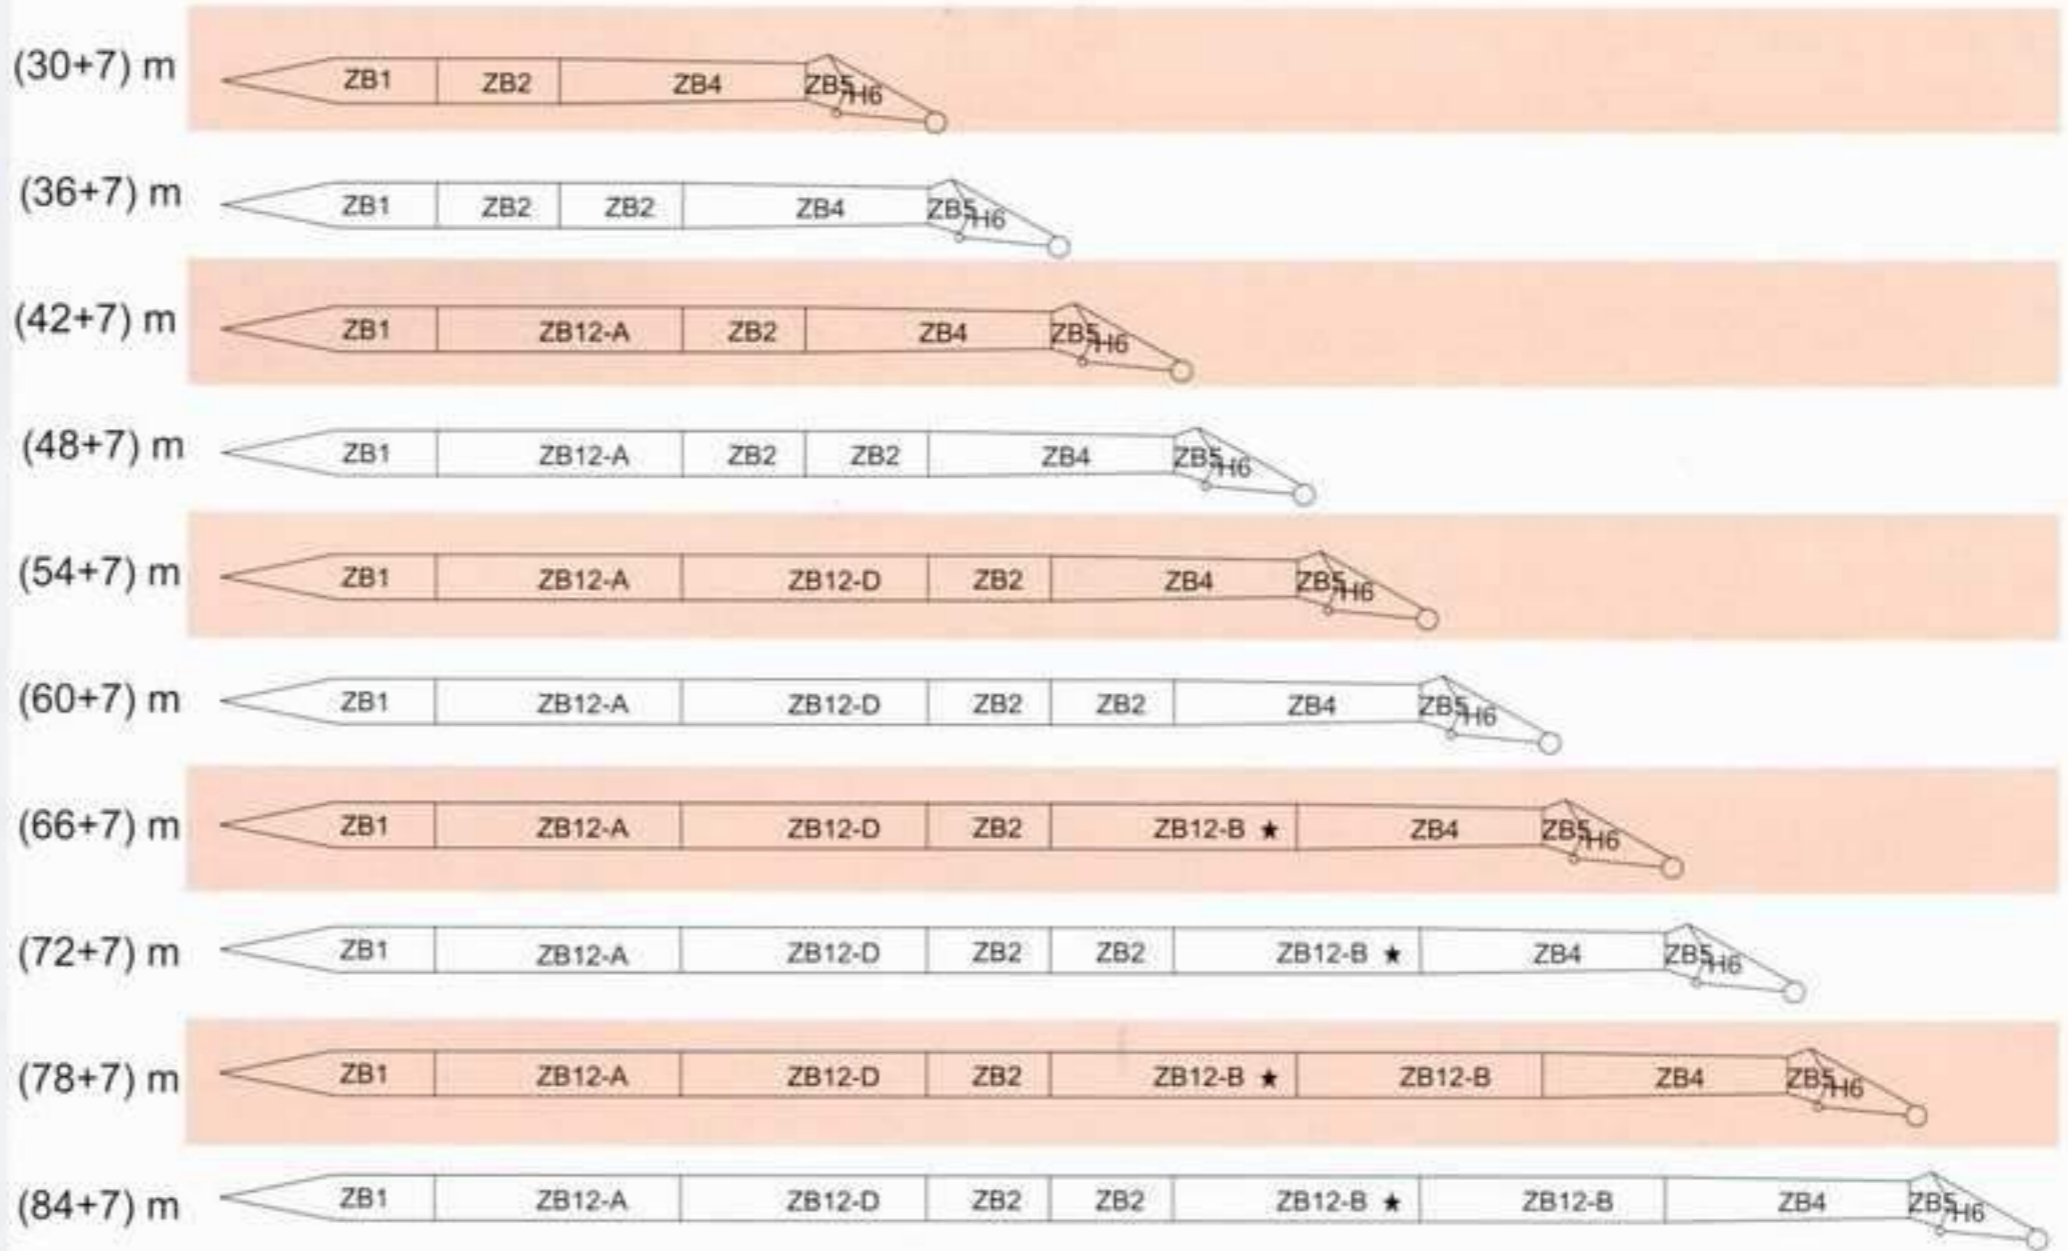 (30+7) m ZB1 ZB2 ZB4 ZB5 H6
(36+7) m ZB1 ZB2 ZB2 ZB4 ZB5 H6
(42+7) m ZB1 ZB12-A ZB2 ZB4 ZB5 H6
(48+7) m ZB1 ZB12-A ZB2 ZB2 ZB4 ZB5 H6
(54+7) m ZB1 ZB12-A ZB12-D ZB2 ZB4 ZB5 H6
(60+7) m ZB1 ZB12-A ZB12-D ZB2 ZB2 ZB4 ZB5 H6
(66+7) m ZB1 ZB12-A ZB12-D ZB2 ZB12-B ★ ZB4 ZB5 H6
(72+7) m ZB1 ZB12-A ZB12-D ZB2 ZB2 ZB12-B ★ ZB4 ZB5 H6
(78+7) m ZB1 ZB12-A ZB12-D ZB2 ZB12-B ★ ZB12-B ZB4 ZB5 H6
(84+7) m ZB1 ZB12-A ZB12-D ZB2 ZB2 ZB12-B ★ ZB12-B ZB4 ZB5 H6